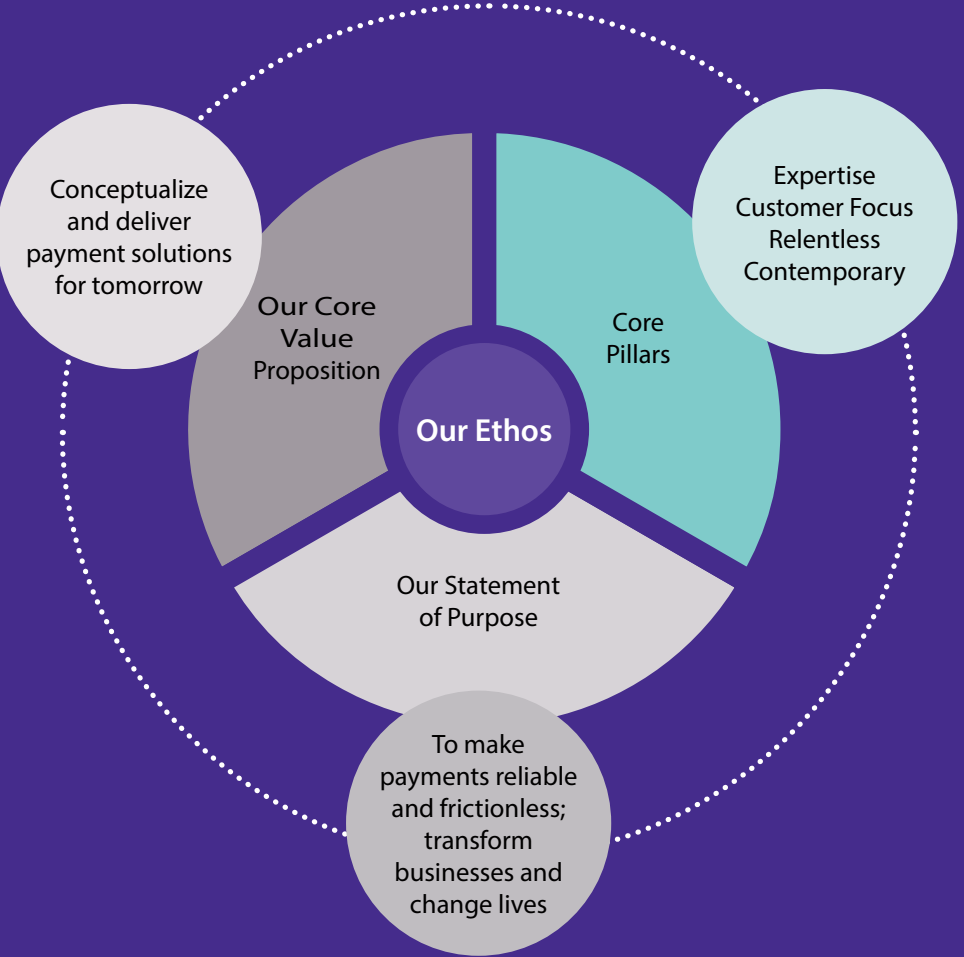 Conceptualize
and deliver
payment solutions
for tomorrow
Expertise
Customer Focus
Relentless
Contemporary
Our Core
Value
Proposition
Core
Pillars
Our Ethos
Our Statement
of Purpose
To make
payments reliable
and frictionless;
transform
businesses and
change lives